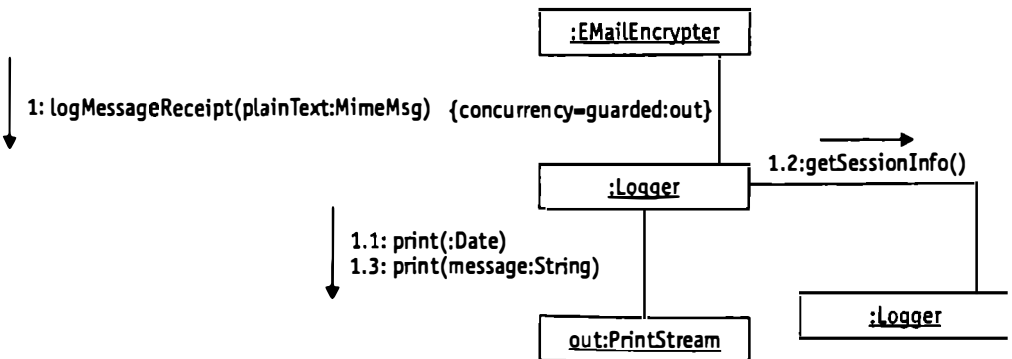 :EMailEncrypter
1: logMessageReceipt(plainText:MimeMsg) {concurrency=guarded:out}
1.2:getSessionInfo()
:Logger
1.1: print(:Date)
1.3: print(message:String)
:Logger
out:PrintStream